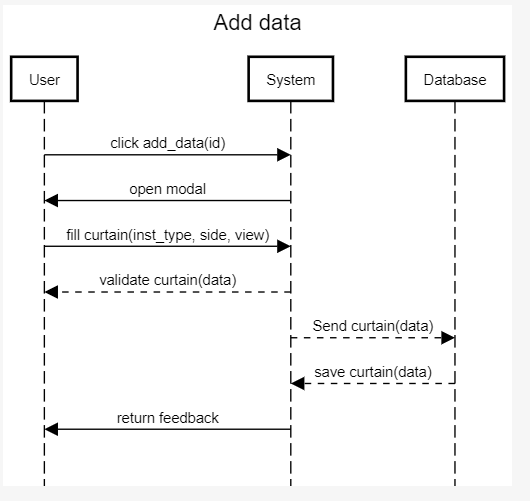 Add data
User
System
Database
click add_data(id)
open modal
fill curtain(inst_type, side, view)
validate curtain(data)
Send curtain(data)
save curtain(data)
return feedback